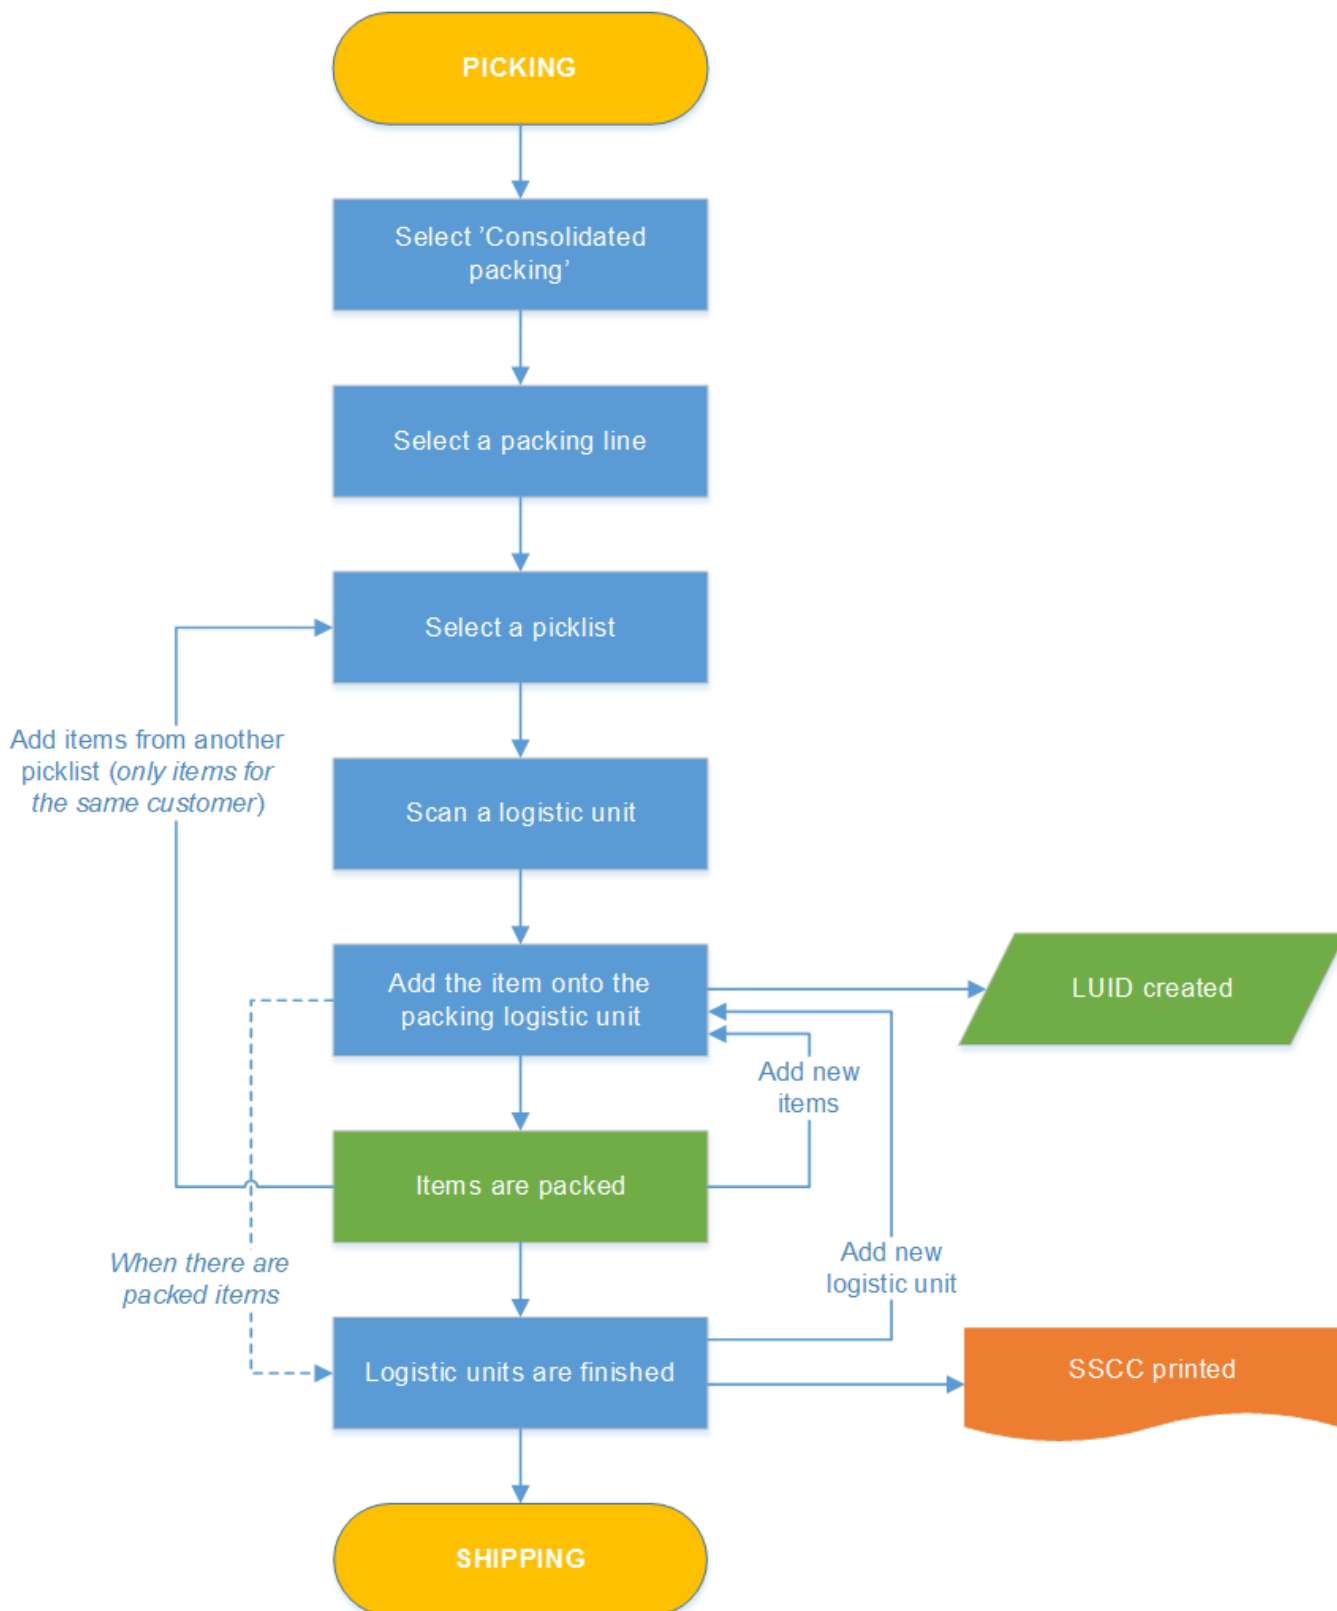 PICKING
Select ’Consolidated
packing’
Select a packing line
Select a picklist
Add items from another
picklist (only items for
the same customer)
Scan a logistic unit
Add the item onto the
packing logistic unit
LUID created
Add new
items
Items are packed
When there are
packed items
Add new
logistic unit
Logistic units are finished
SSCC printed
SHIPPING